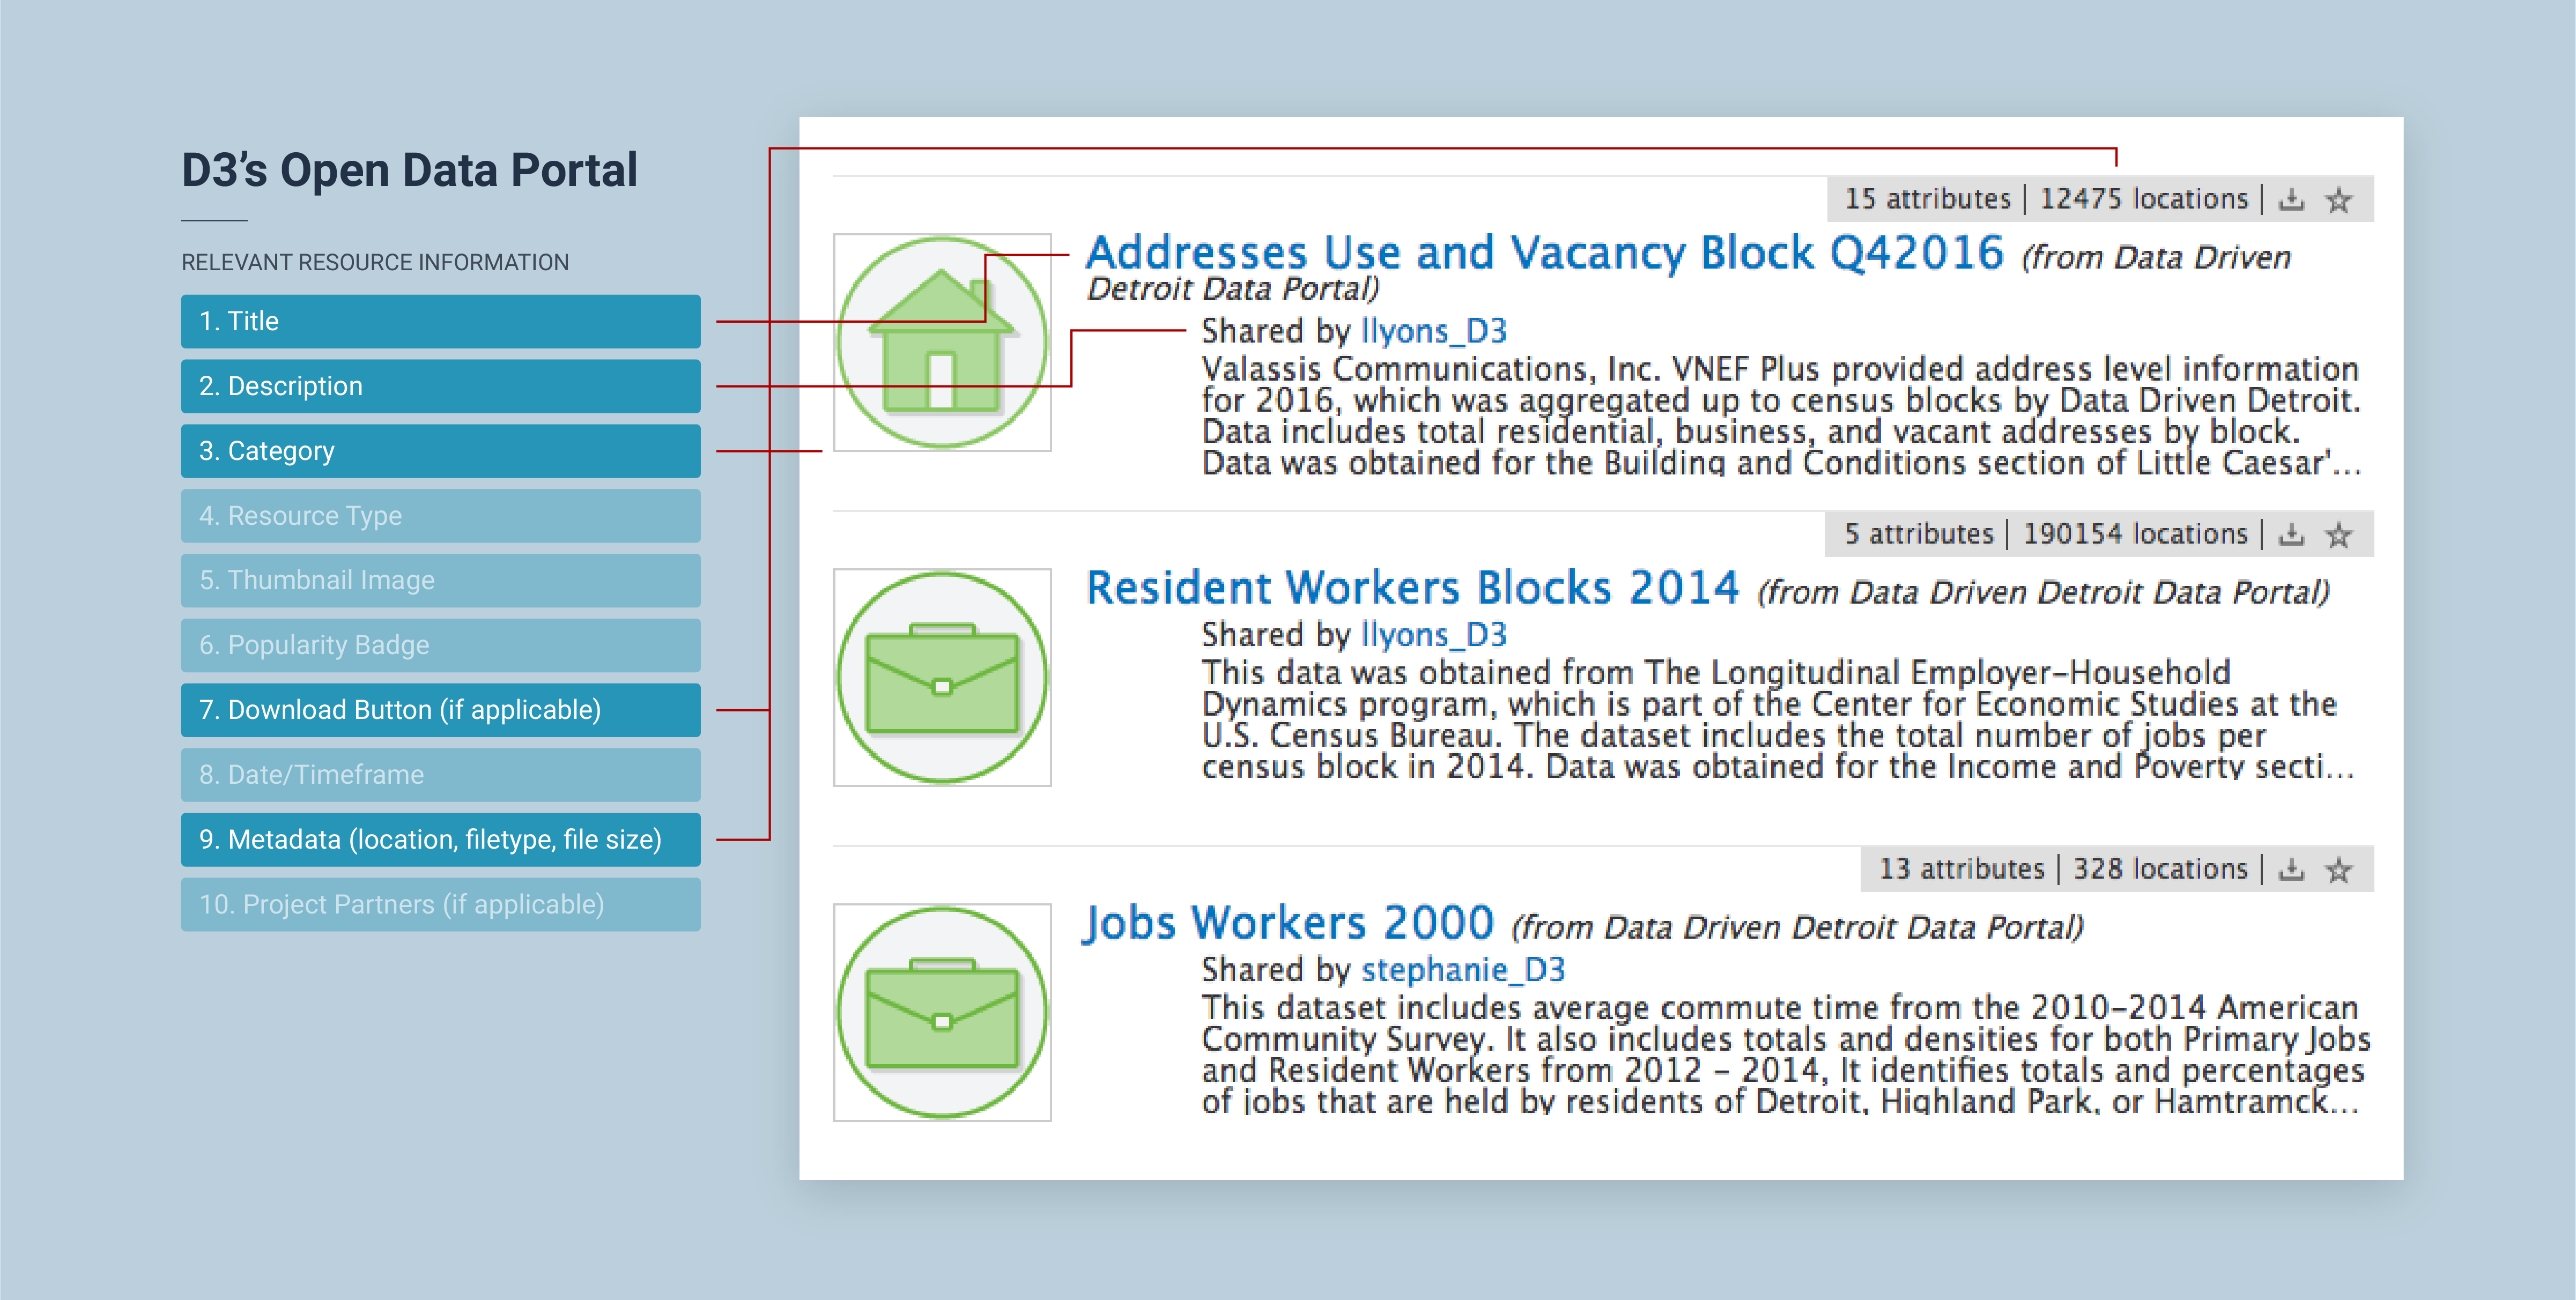 D3’s Open Data Portal
RELEVANT RESOURCE INFORMATION
1. Title
2. Description
3. Category
4. Resource Type
5. Thumbnail Image
6. Popularity Badge
7. Download Button (if applicable)
8. Date/Timeframe
9. Metadata (location, filetype, file size)
10. Project Partners (if applicable)
15 attributes | 12475 locations |
Addresses Use and Vacancy Block Q42016 (from Data Driven
Detroit Data Portal)
Shared by llyons_D3
Valassis Communications, Inc. VNEF Plus provided address level information
for 2016, which was aggregated up to census blocks by Data Driven Detroit.
Data includes total residential, business, and vacant addresses by block.
Data was obtained for the Building and Conditions section of Little Caesar'...
5 attributes | 190154 locations |
Resident Workers Blocks 2014 (from Data Driven Detroit Data Portal)
Shared by llyons_D3
This data was obtained from The Longitudinal Employer-Household
Dynamics program, which is part of the Center for Economic Studies at the
U.S. Census Bureau. The dataset includes the total number of jobs per
census block in 2014. Data was obtained for the Income and Poverty secti...
13 attributes | 328 locations |
Jobs Workers 2000 (from Data Driven Detroit Data Portal)
Shared by stephanie_D3
This dataset includes average commute time from the 2010-2014 American
Community Survey. It also includes totals and densities for both Primary Jobs
and Resident Workers from 2012 - 2014, It identifies totals and percentages
of jobs that are held by residents of Detroit, Highland Park, or Hamtramck...